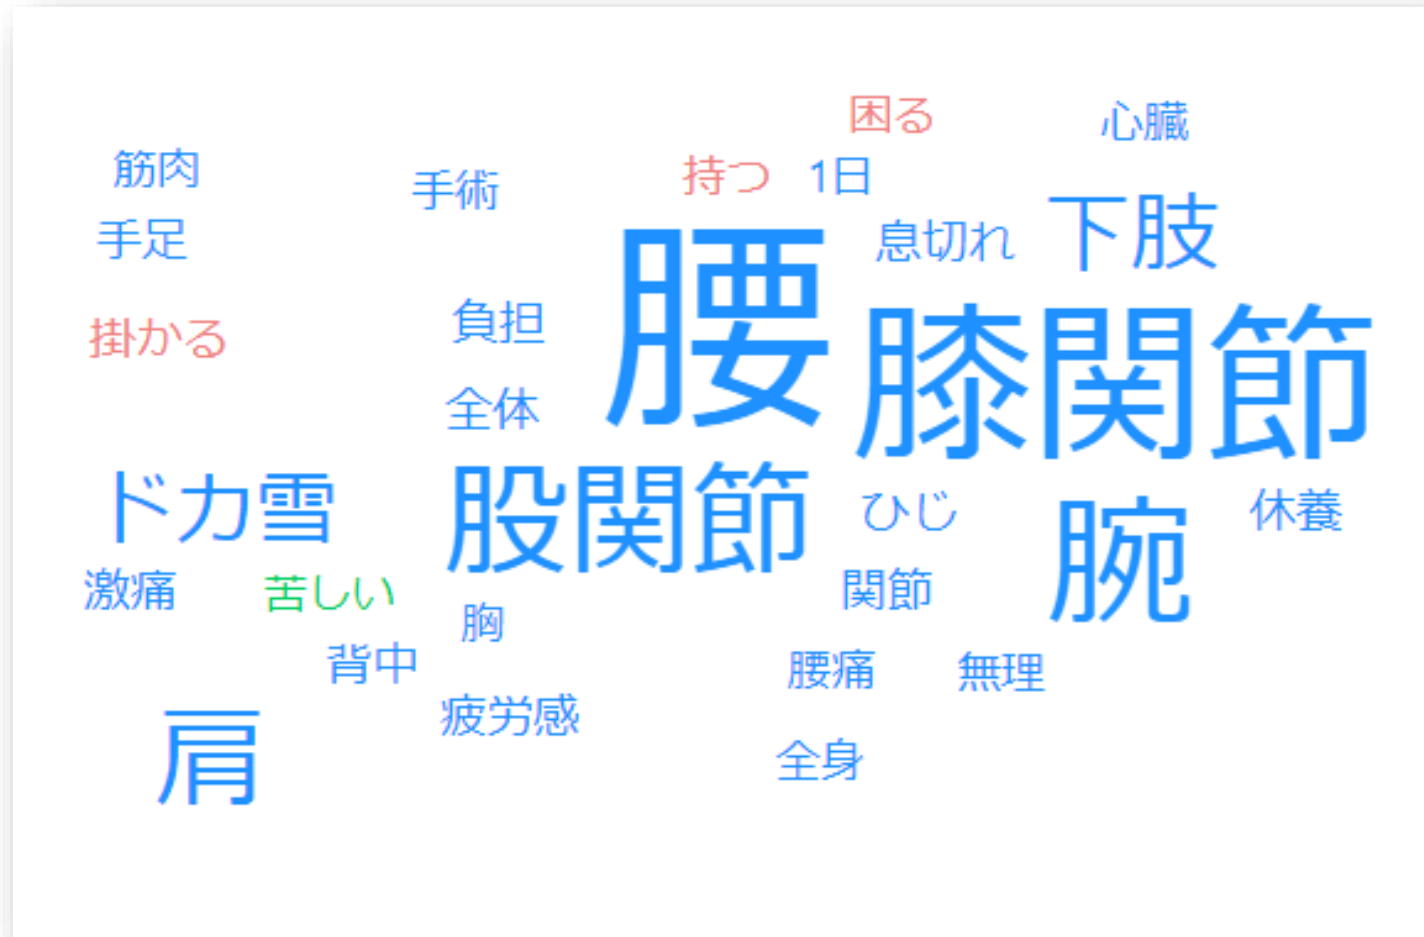 困る
心臓
筋肉
手術
持つ
1日
手足
息切れ
下肢
掛かる
負担
腰
膝関節
全体
ドカ雪
股関節
ひじ
腕
休養
激痛
苦しい
胸
関節
背中
腰痛
無理
疲労感
肩
全身